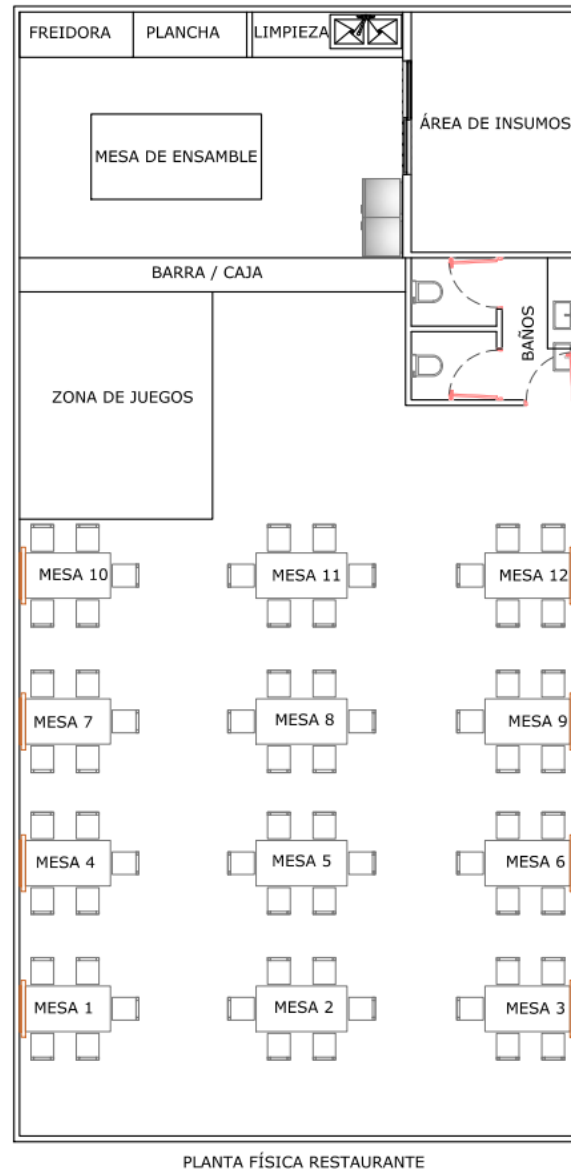 FREIDORA
PLANCHA
LIMPIEZA
ÁREA DE INSUMOS
MESA DE ENSAMBLE
BARRA / CAJA
BAÑOS
ZONA DE JUEGOS
MESA 10
MESA 11
MESA 12
MESA 7
MESA 8
MESA 9
MESA 4
MESA 5
MESA 6
MESA 1
MESA 2
MESA 3
PLANTA FÍSICA RESTAURANTE